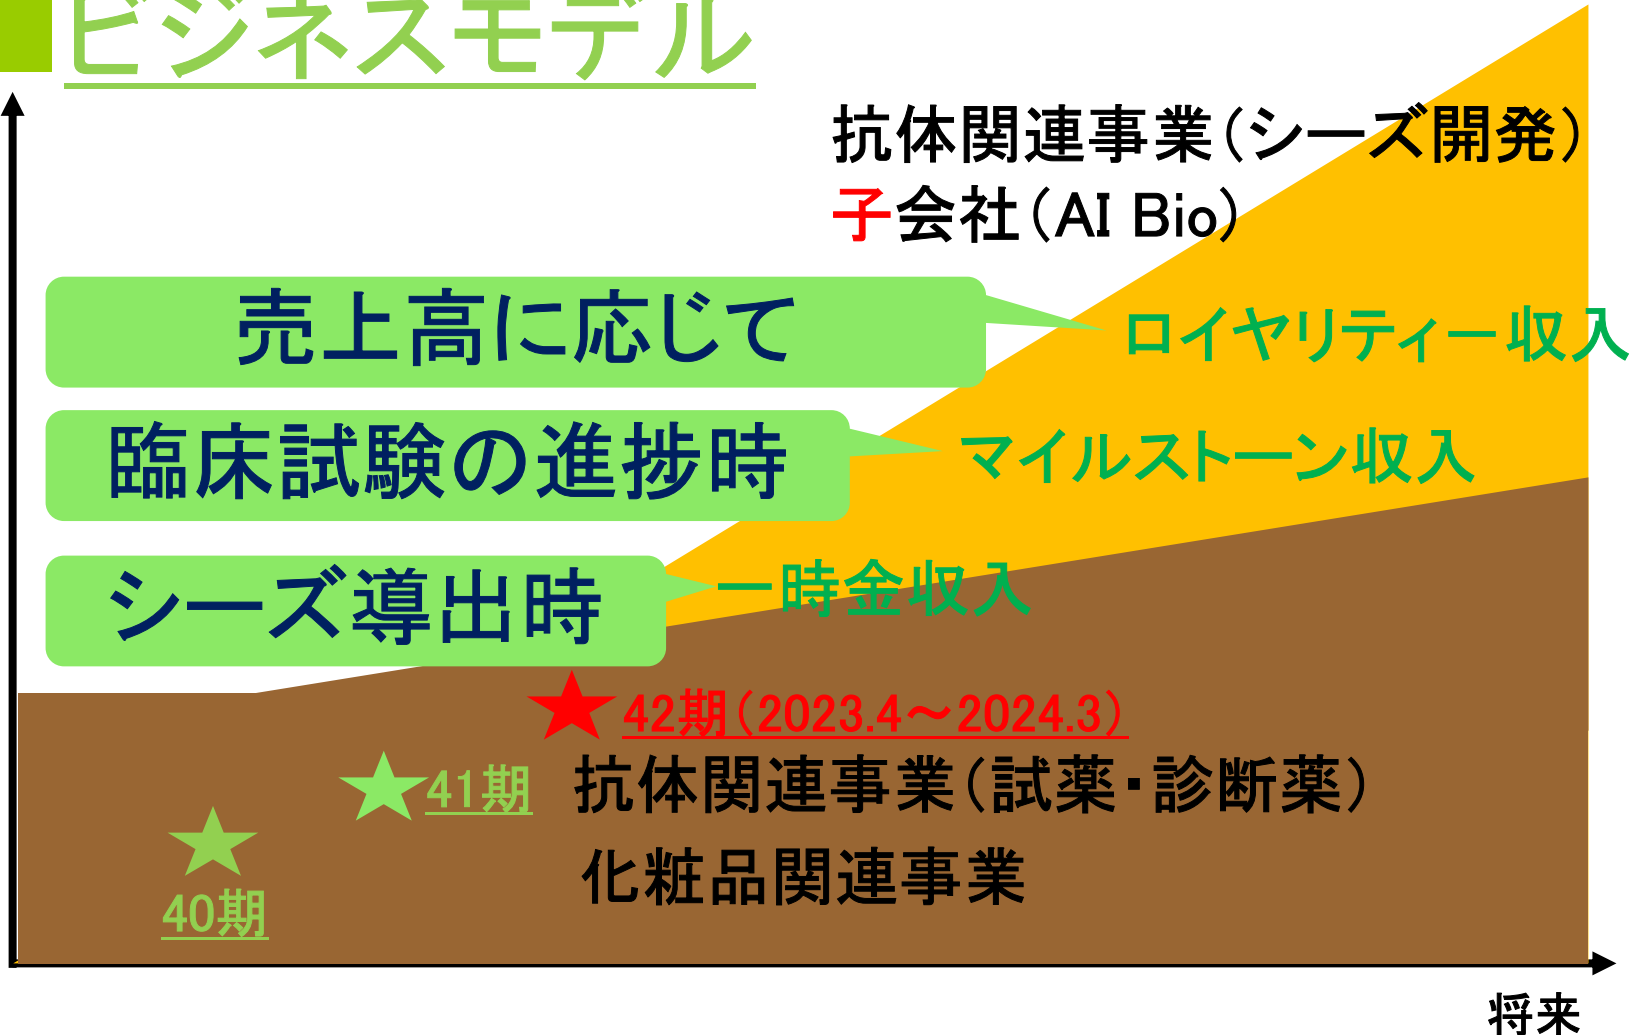 ビジネスモデル
抗体関連事業（シーズ開発）
子会社（AI Bio）
売上高に応じて
ロイヤリティー収入
臨床試験の進捗時
マイルストーン収入
シーズ導出時
一時金収入
42期（2023.4～2024.3）
41期
抗体関連事業（試薬・診断薬）
化粧品関連事業
40期
将来